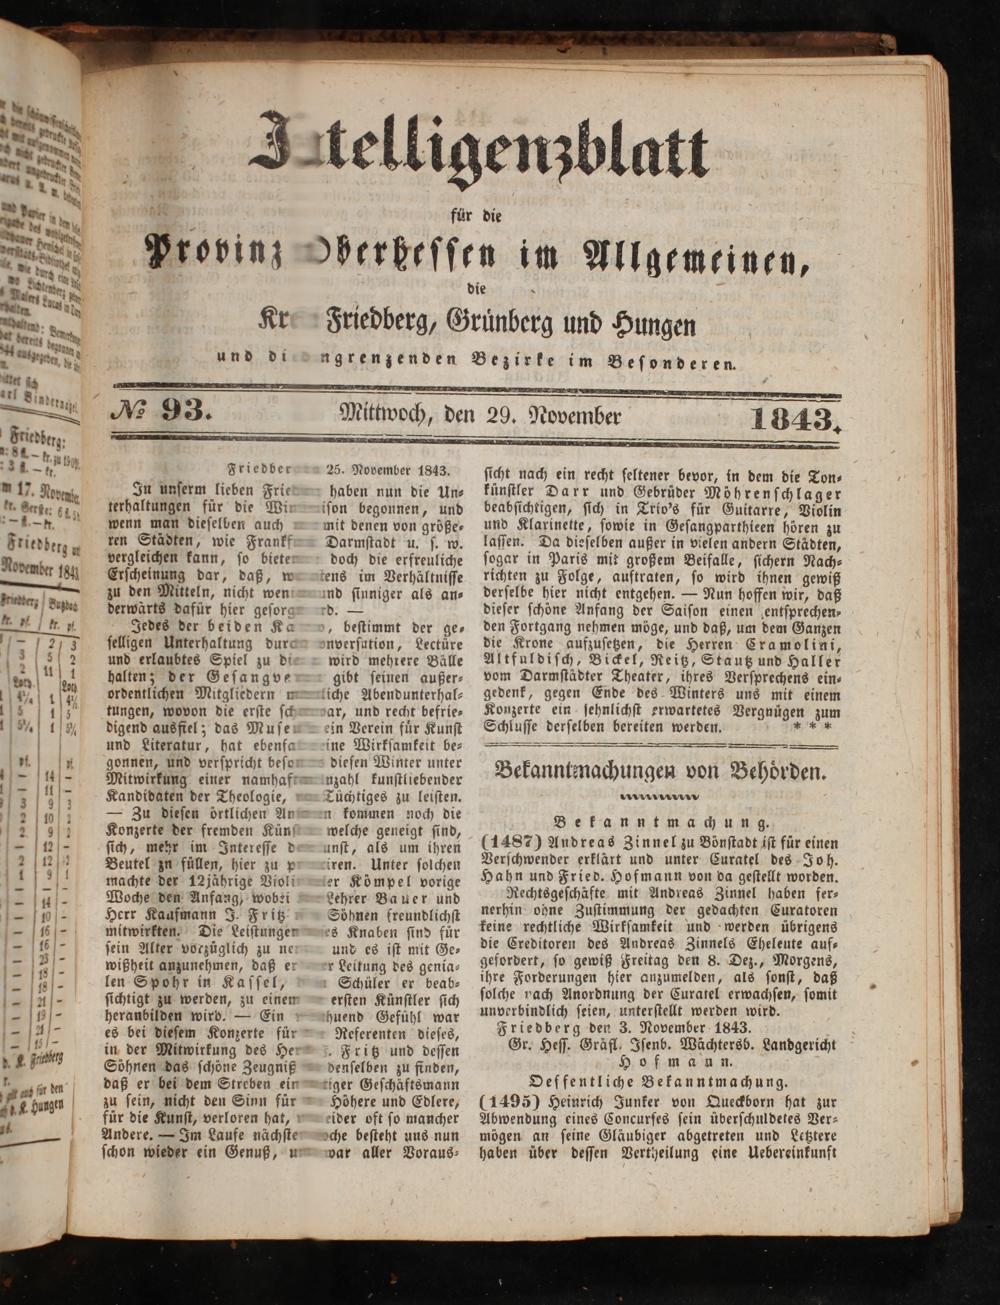 telligenzblatt
für die
Provinz Oberhessen im Allgemeinen,
die
Kr Friedberg, Grünberg und Hungen
und di ngrenzenden Bezirke im Besonderen.
№ 93. Mittwoch, den 29. November 1843.
Friedber 25. November 1843.
In unserm lieben Frie haben nun die Un⸗
terhaltungen für die Win ison begonnen, und
wenn man dieselben auch mit denen von größe⸗
ren Städten, wie Frankf Darmstadt u. s. w.
vergleichen kann, so biete doch die erfreuliche
Erscheinung dar, daß, w tens im Verhältnisse
zu den Mitteln, nicht wen nd sinniger als an⸗
derwärts dafür hier gesorg rd. —
Jedes der beiden Ka , bestimmt der ge⸗
selligen Unterhaltung durc onversation, Lectüre
und erlaubtes Spiel zu die wird mehrere Bälle
halten; der Gesangve gibt seinen außer⸗
ordentlichen Mitgliedern m liche Abendunterhal⸗
tungen, wovon die erste sch ar, und recht befrie⸗
digend ausfiel; das Museu ein Verein für Kunst
und Literatur, hat ebenfa ine Wirksamkeit be⸗
gonnen, und verspricht beso diesen Winter unter
Mitwirkung einer namhaf nzahl kunstliebender
Kandidaten der Theologie, Tüchtiges zu leisten.
— Zu diesen örtlichen An n kommen noch die
Konzerte der fremden Küns welche geneigt sind,
sich, mehr im Interesse d unst, als um ihren
Beutel zu füllen, hier zu p iren. Unter solchen
machte der 12jährige Violi er Kömpel vorige
Woche den Anfang, wobei Lehrer Bauer und
Herr Kaufmann J. Fritz Söhnen freundlichst
mitwirkten. Die Leistungen es Knaben sind für
sein Alter vorzüglich zu ne und es ist mit Ge⸗
wißheit anzunehmen, daß er r Leitung des genia⸗
len Spohr in Kassel, Schüler er beab⸗
sichtigt zu werden, zu einem ersten Künstler sich
heranbilden wird. — Ein huend Gefühl war
es bei diesem Konzerte für Referenten dieses,
in der Mitwirkung des He . Fritz und dessen
Söhnen das schöne Zeugniß denselben zu finden,
daß er bei dem Streben ein tiger Geschäftsmann
zu sein, nicht den Sinn für Höhere und Edlere,
für die Kunst, verloren hat, eider oft so mancher
Andere. — Im Laufe nächste oche besteht uns nun
schon wieder ein Genuß, u var aller Voraus⸗
sicht nach ein recht seltener bevor, in dem die Ton⸗
künstler Darr und Gebrüder Möhrenschlager
beabsichtigen, sich in Trio's für Guitarre, Violin
und Klarinette, sowie in Gesangparthieen hören zu
lassen. Da dieselben außer in vielen andern Städten,
sogar in Paris mit großem Beifalle, sichern Nach⸗
richten zu Folge, auftraten, so wird ihnen gewiß
derselbe hier nicht entgehen. — Nun hoffen wir, daß
dieser schöne Anfang der Saison einen entsprechen⸗
den Fortgang nehmen möge, und daß, um dem Ganzen
die Krone aufzusetzen, die Herren Cramolini,
Altfuldisch, Bickel, Reitz, Stautz und Haller
vom Darmstädter Theater, ihres Versprechens ein⸗
gedenk, gegen Ende des Winters uns mit einem
Konzerte ein sehnlichst erwartetes Vergnügen zum
Schlusse derselben bereiten werden. * * *
Bekanntmachungen von Behörden.
Bekanntmachung.
(1487) Andreas Zinnel zu Bönstadt ist für einen
Verschwender erklärt und unter Curatel des Joh.
Hahn und Fried. Hofmann von da gestellt worden.
Rechtsgeschäfte mit Andreas Zinnel haben fer⸗
nerhin ohne Zustimmung der gedachten Curatoren
keine rechtliche Wirksamkeit und werden übrigens
die Creditoren des Andreas Zinnels Eheleute auf⸗
gefordert, so gewiß Freitag den 8. Dez., Morgens,
ihre Forderungen hier anzumelden, als sonst, daß
solche nach Anordnung der Curatel erwachsen, somit
unverbindlich seien, unterstellt werden wird.
Friedberg den 3. November 1843.
Gr. Hess. Gräfl. Isenb. Wächtersb. Landgericht
Hofmann.
Oeffentliche Bekanntmachung.
(1495) Heinrich Junker von Queckborn hat zur
Abwendung eines Concurses sein überschuldetes Ver⸗
mögen an seine Gläubiger abgetreten und Letztere
haben über dessen Vertheilung eine Uebereinkunft